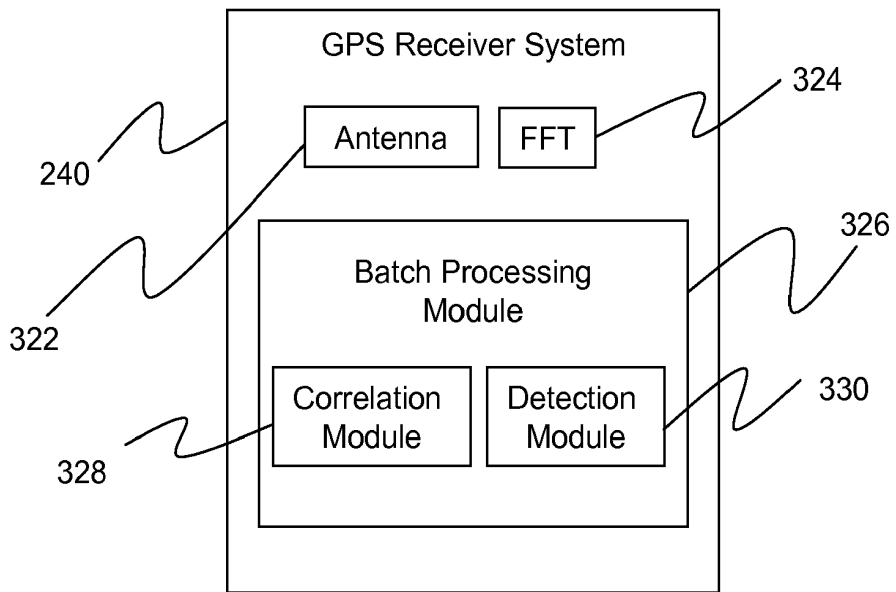 GPS Receiver System
324
Antenna
FFT
240
326
Batch Processing
Module
322
Correlation
Module
Detection
Module
330
328